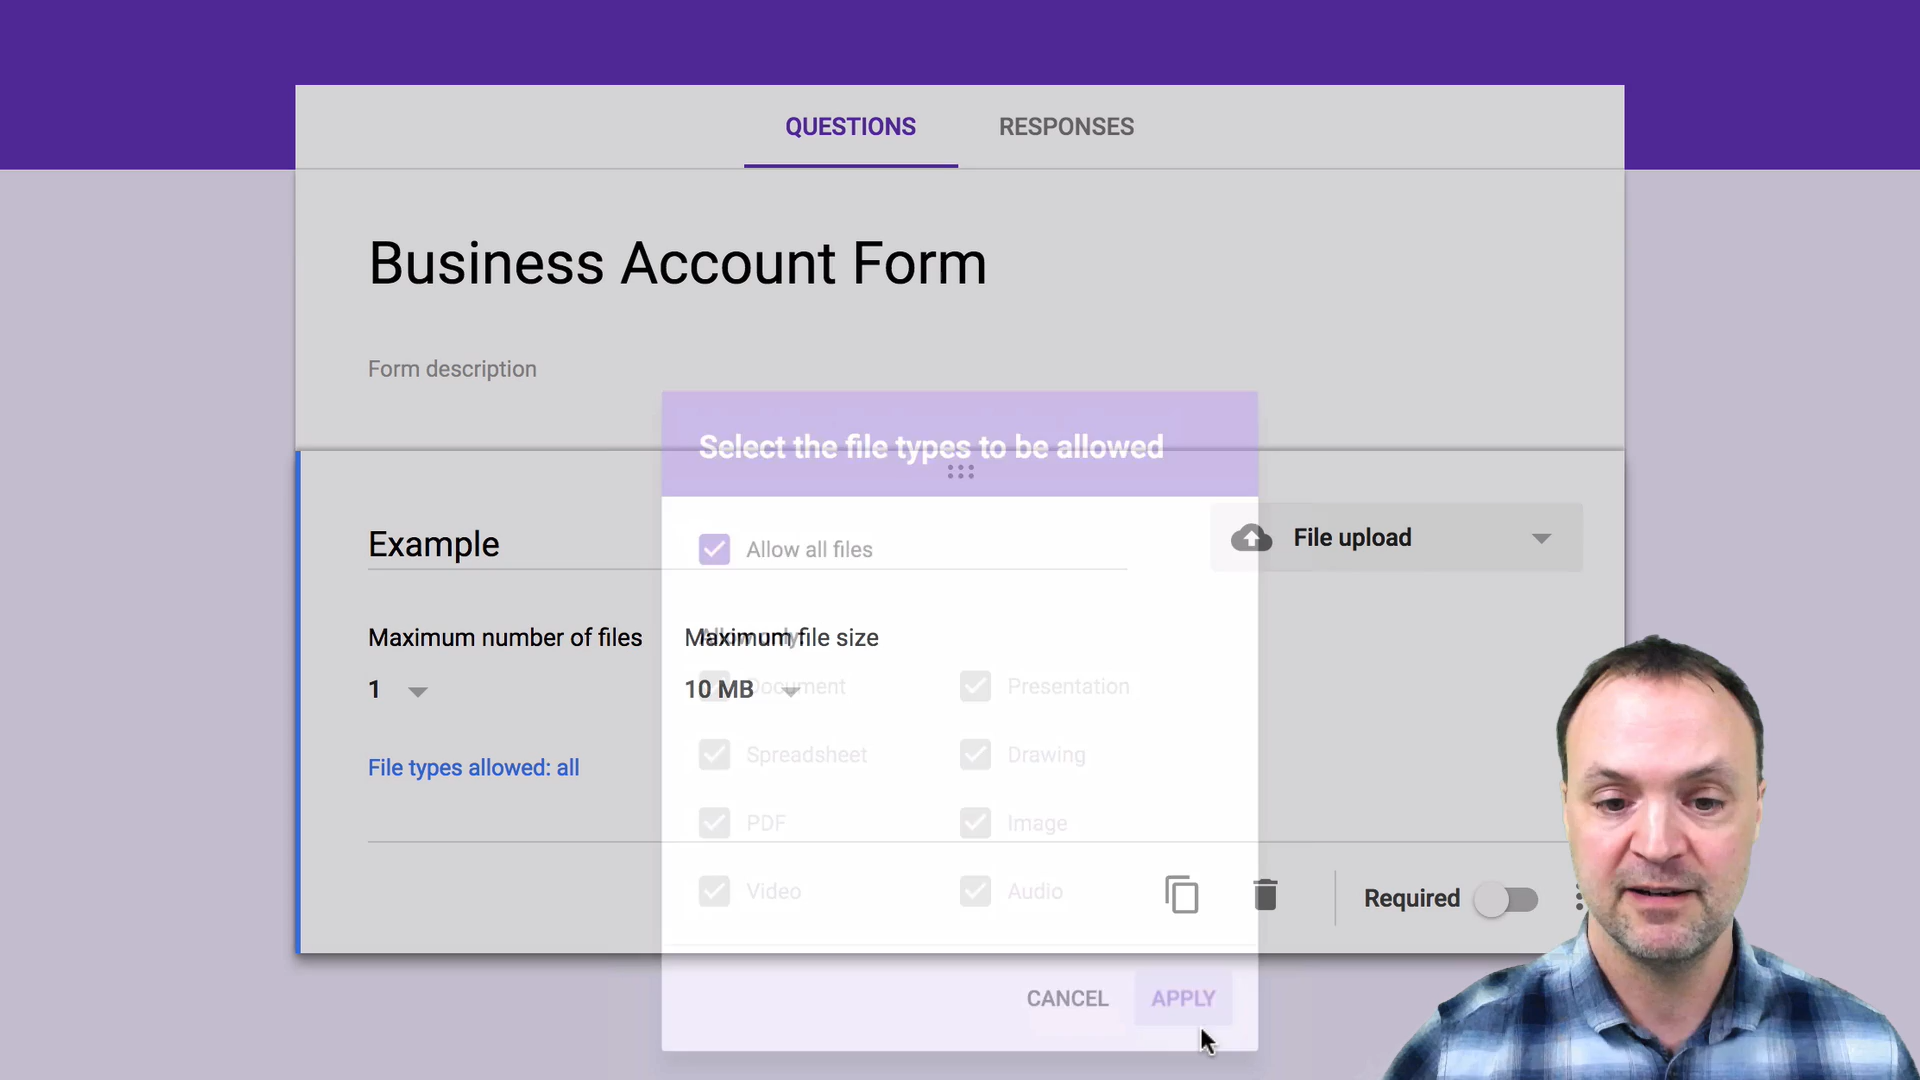 QUESTIONS RESPONSES
Business Account Form
Form description
Select the file types to be allowed
Example
Allow all files
File upload
Maximum number of files
Maximum file size
Allow only:
1
10 MB
Document
Presentation
Spreadsheet
Drawing
File types allowed: all
PDF
Image
Video
Audio
Required
CANCEL APPLY